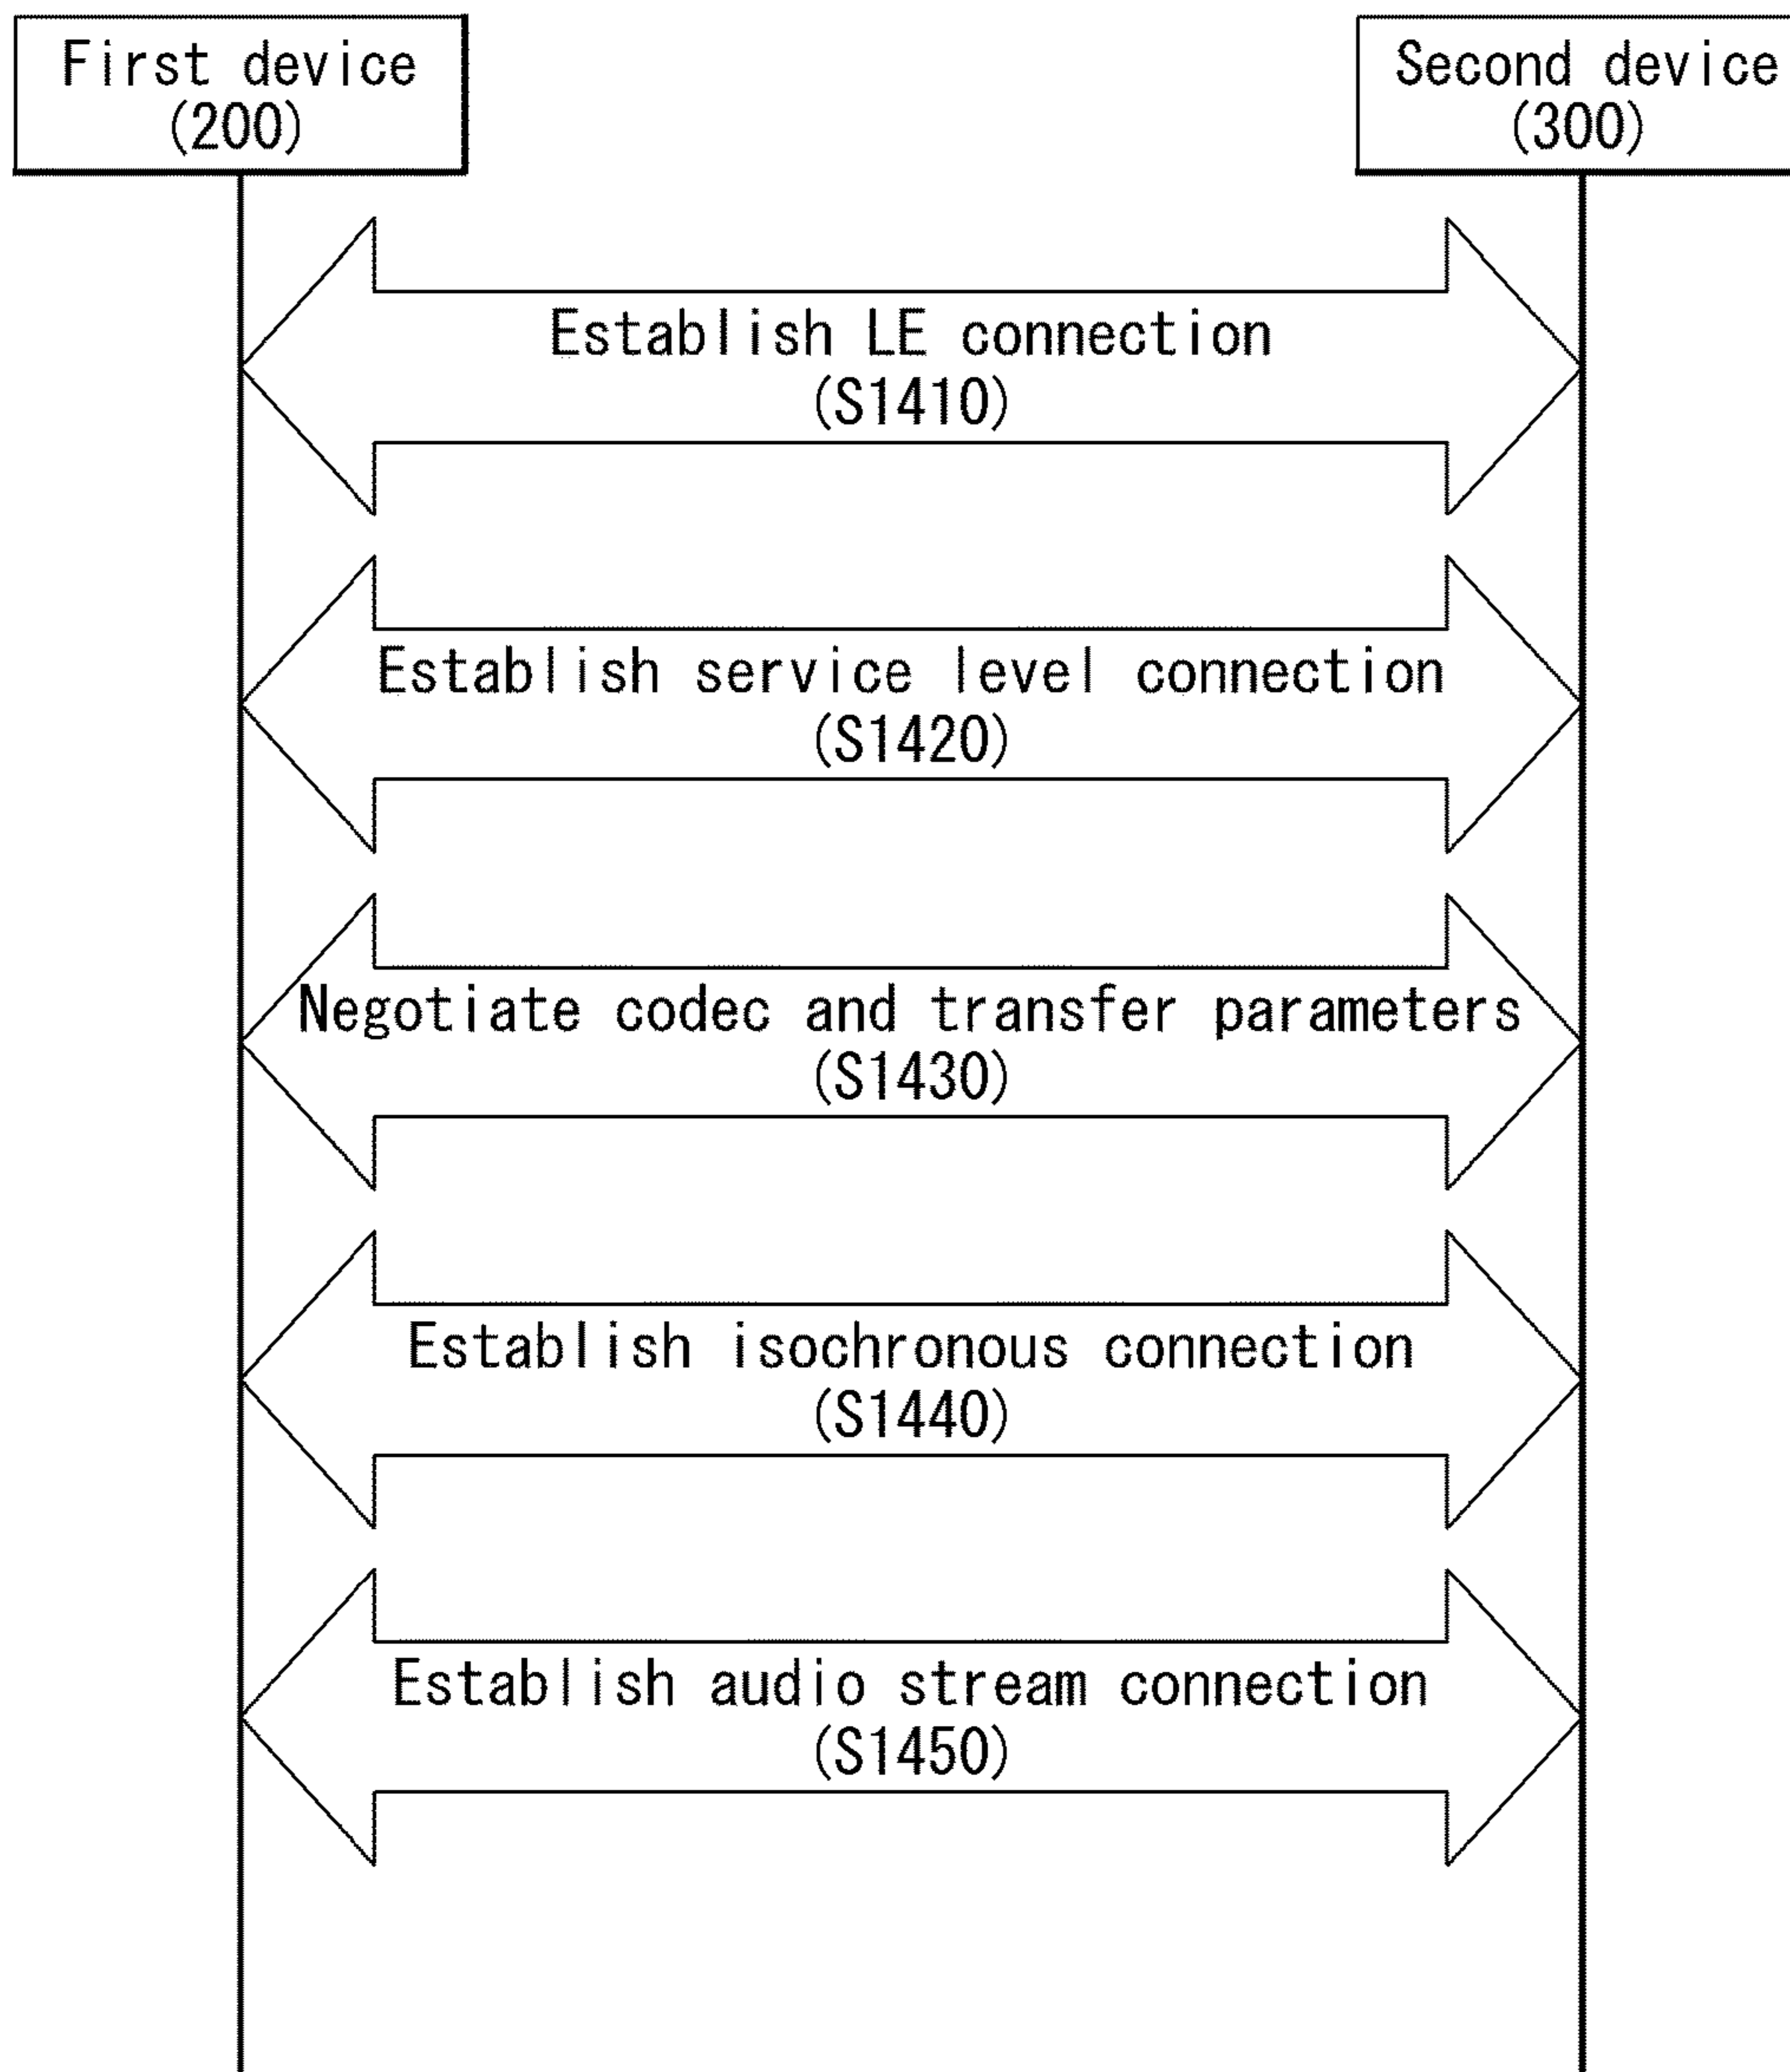 First device
(200)
Second device
(300)
Establish LE connection
(S1410)
Establish service level connection
(S1420)
Negotiate codec and transfer parameters
(S1430)
Establish isochronous connection
(S1440)
Establish audio stream connection
(S1450)